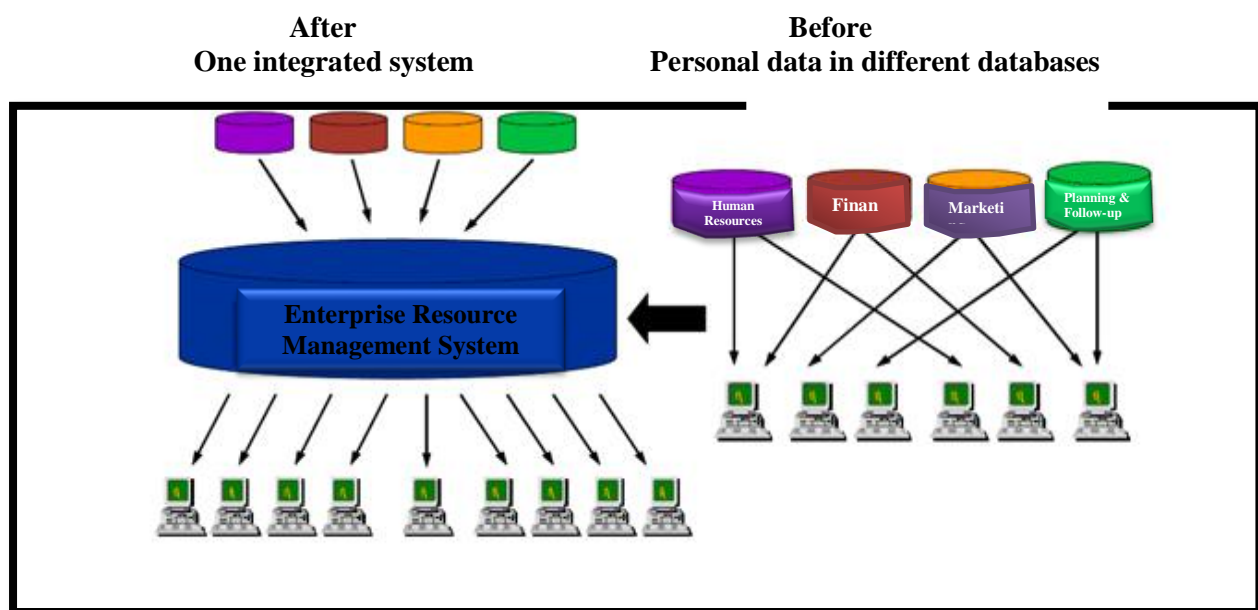 After
One integrated system
Before
Personal data in different databases
Human
Resources
Finan
Marketi
Planning &
Follow-up
Enterprise Resource
Management System